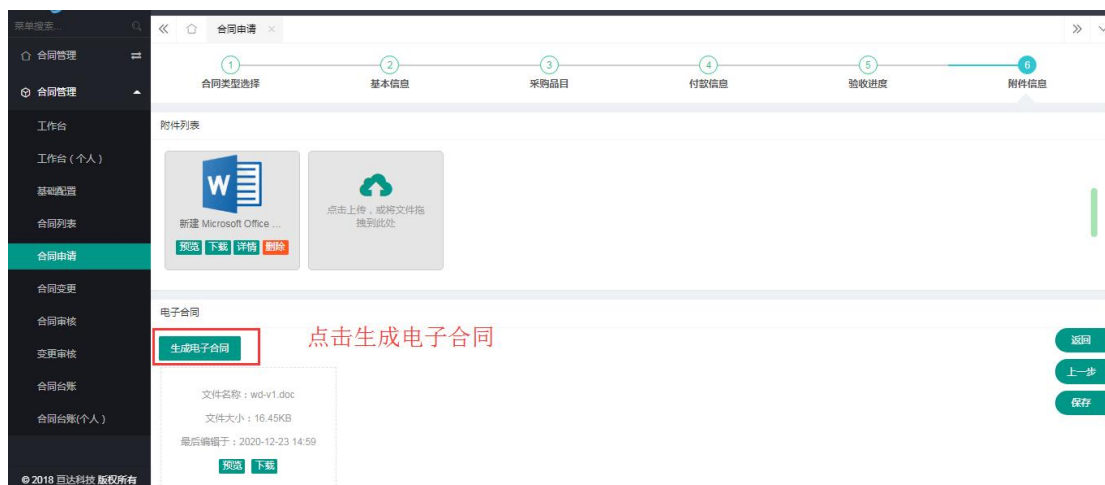 菜单搜索...
合同申请
合同管理
合同管理
工作台
工作台（个人）
基础配置
合同列表
合同申请
合同变更
合同审核
变更审核
合同台账
合同台账(个人)
©2018 亘达科技 版权所有
1 2 3 4 5 6
合同类型选择 基本信息 采购品目 付款信息 验收进度 附件信息
附件列表
W
新建 Microsoft Office ...
预览 下载 详情 删除
点击上传，或将文件拖
拽到此处
电子合同
生成电子合同
点击生成电子合同
文件名称：wd-v1.doc
文件大小：16.45KB
最后编辑于：2020-12-23 14:59
预览 下载
返回
上一步
保存